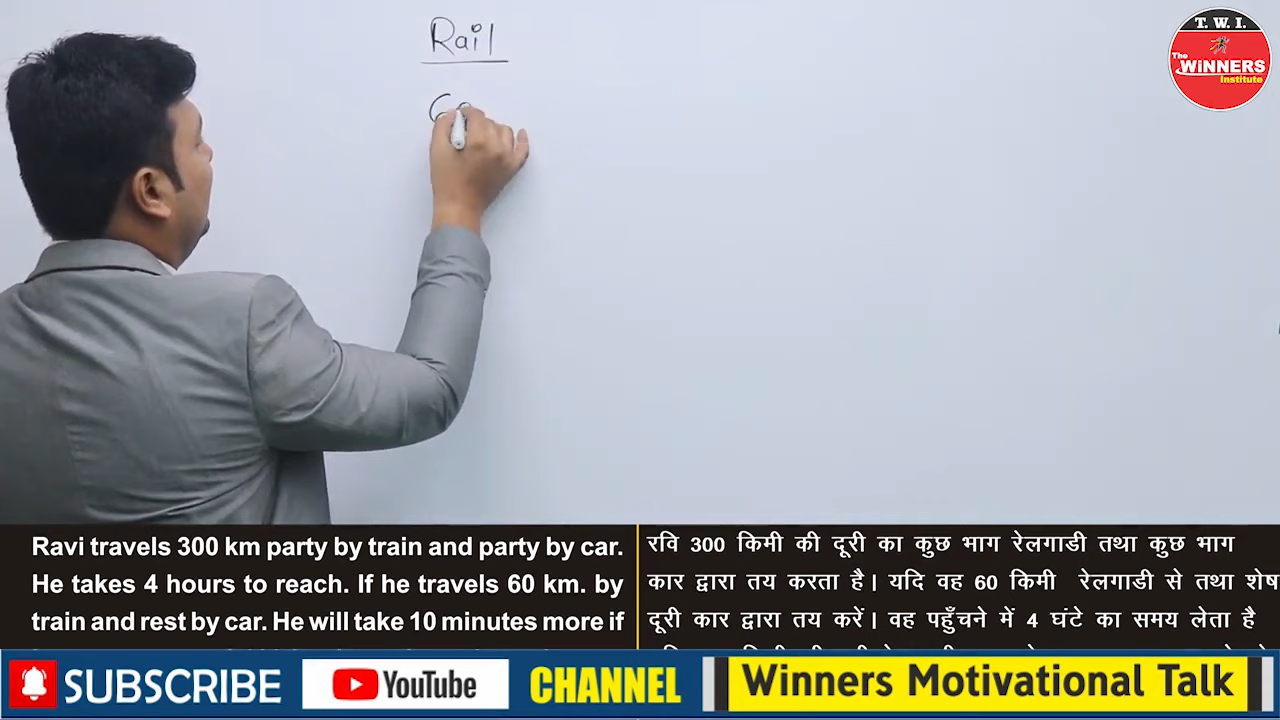 Rail
T. W. I.
The
WINNERS
Institute
Ravi travels 300 km party by train and party by car.
He takes 4 hours to reach. If he travels 60 km. by
train and rest by car. He will take 10 minutes more if
रवि 300 किमी की दूरी का कुछ भाग रेलगाडी तथा कुछ भाग
कार द्वारा तय करता है। यदि वह 60 किमी रेलगाडी से तथा शेष
दूरी कार द्वारा तय करें। वह पहुँचने में 4 घंटे का समय लेता है
SUBSCRIBE
YouTube
CHANNEL
Winners Motivational Talk